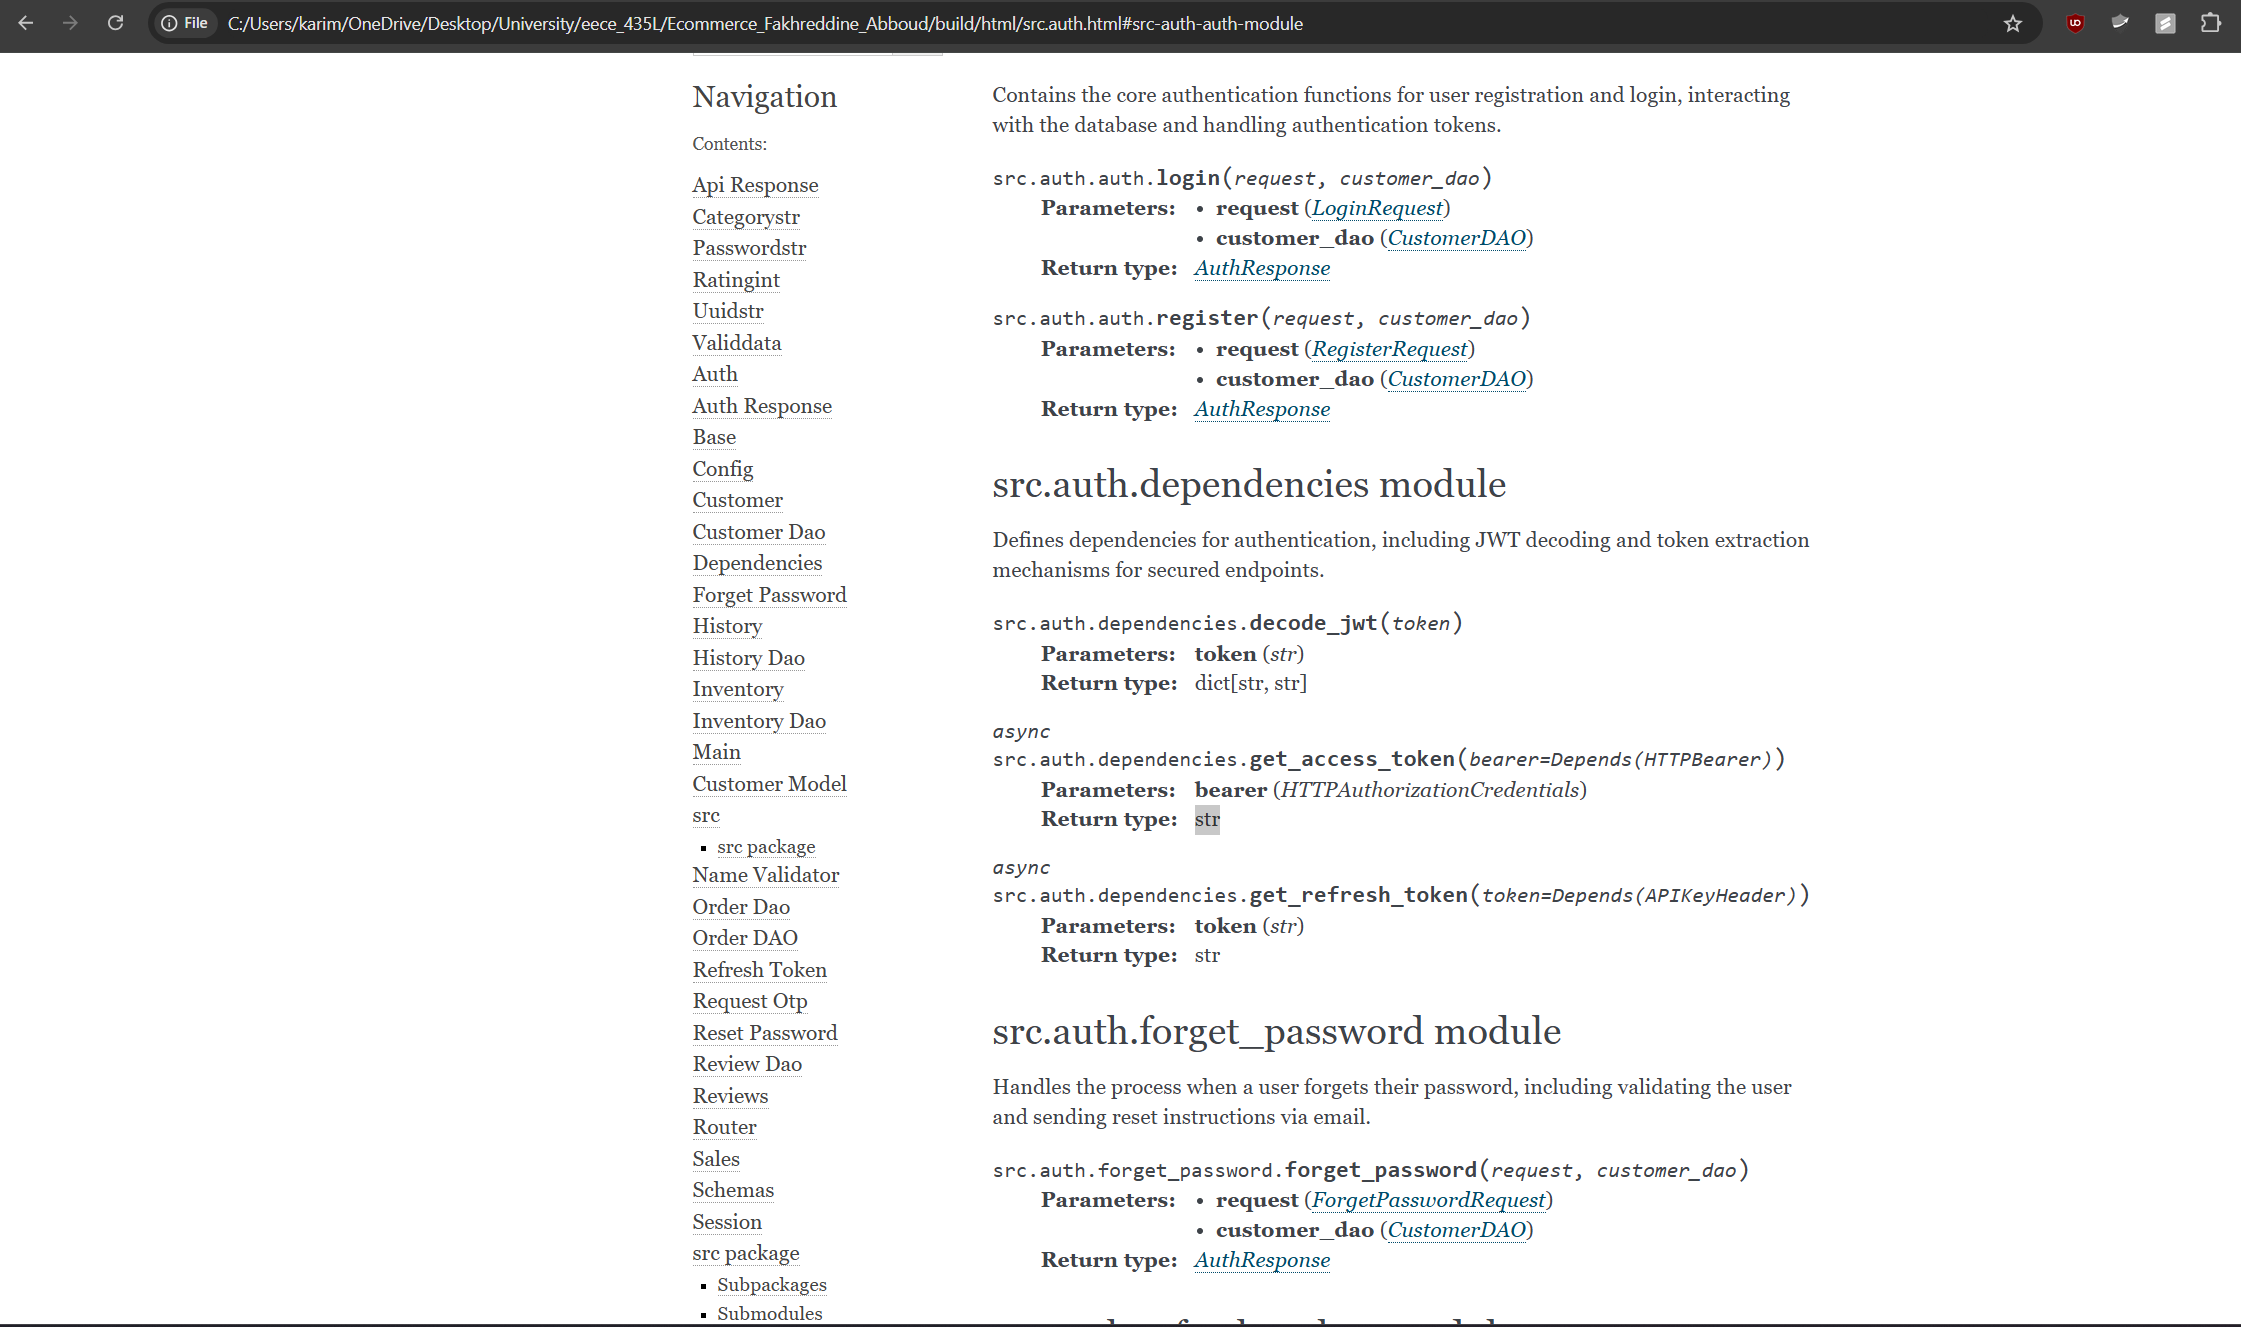 File
C:/Users/karim/OneDrive/Desktop/University/eece_435L/Ecommerce_Fakhreddine_Abboud/build/html/src.auth.html#src-auth-auth-module
Navigation
Contents:
Api Response
Categorystr
Passwordstr
Ratingint
Uuidstr
Validdata
Auth
Auth Response
Base
Config
Customer
Customer Dao
Dependencies
Forget Password
History
History Dao
Inventory
Inventory Dao
Main
Customer Model
src
▪ src package
Name Validator
Order Dao
Order DAO
Refresh Token
Request Otp
Reset Password
Review Dao
Reviews
Router
Sales
Schemas
Session
src package
▪ Subpackages
▪ Submodules
Contains the core authentication functions for user registration and login, interacting
with the database and handling authentication tokens.
src.auth.auth.login(request, customer_dao)
Parameters: • request (LoginRequest)
• customer_dao (CustomerDAO)
Return type: AuthResponse
src.auth.auth.register(request, customer_dao)
Parameters: • request (RegisterRequest)
• customer_dao (CustomerDAO)
Return type: AuthResponse
src.auth.dependencies module
Defines dependencies for authentication, including JWT decoding and token extraction
mechanisms for secured endpoints.
src.auth.dependencies.decode_jwt(token)
Parameters: token (str)
Return type: dict[str, str]
async
src.auth.dependencies.get_access_token(bearer=Depends(HTTPBearer))
Parameters: bearer (HTTPAuthorizationCredentials)
Return type: str
async
src.auth.dependencies.get_refresh_token(token=Depends(APIKeyHeader))
Parameters: token (str)
Return type: str
src.auth.forget_password module
Handles the process when a user forgets their password, including validating the user
and sending reset instructions via email.
src.auth.forget_password.forget_password(request, customer_dao)
Parameters: • request (ForgetPasswordRequest)
• customer_dao (CustomerDAO)
Return type: AuthResponse